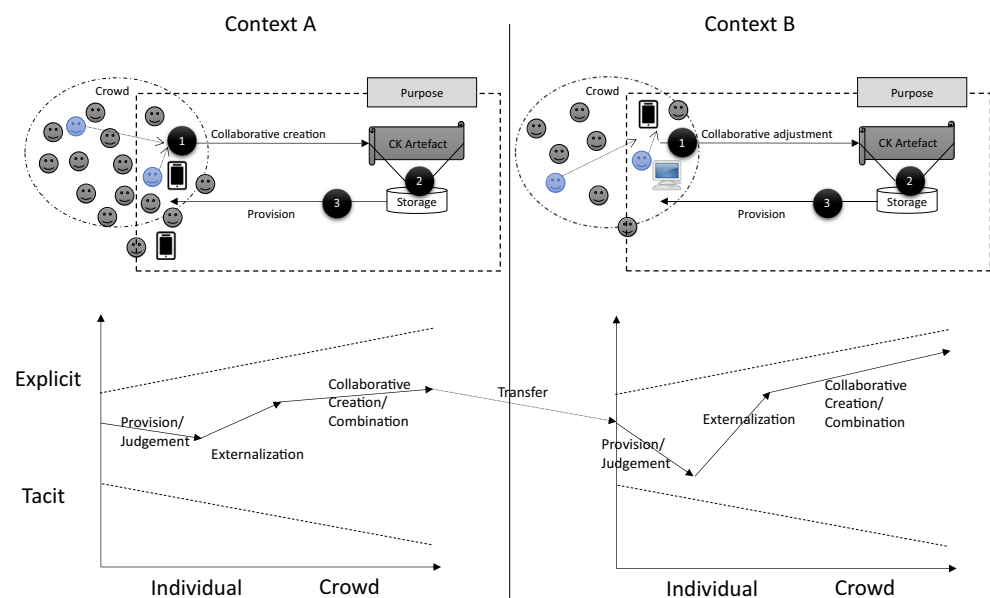 Context A
Crowd
Purpose
1
Collaborative creation
CK Artefact
2
Storage
3
Provision
Context B
Crowd
Purpose
1
Collaborative adjustment
CK Artefact
2
Storage
3
Provision
Explicit
Tacit
Provision/
Judgement
Externalization
Collaborative
Creation/
Combination
Individual
Crowd
Transfer
Provision/
Judgement
Externalization
Collaborative
Creation/
Combination
Individual
Crowd